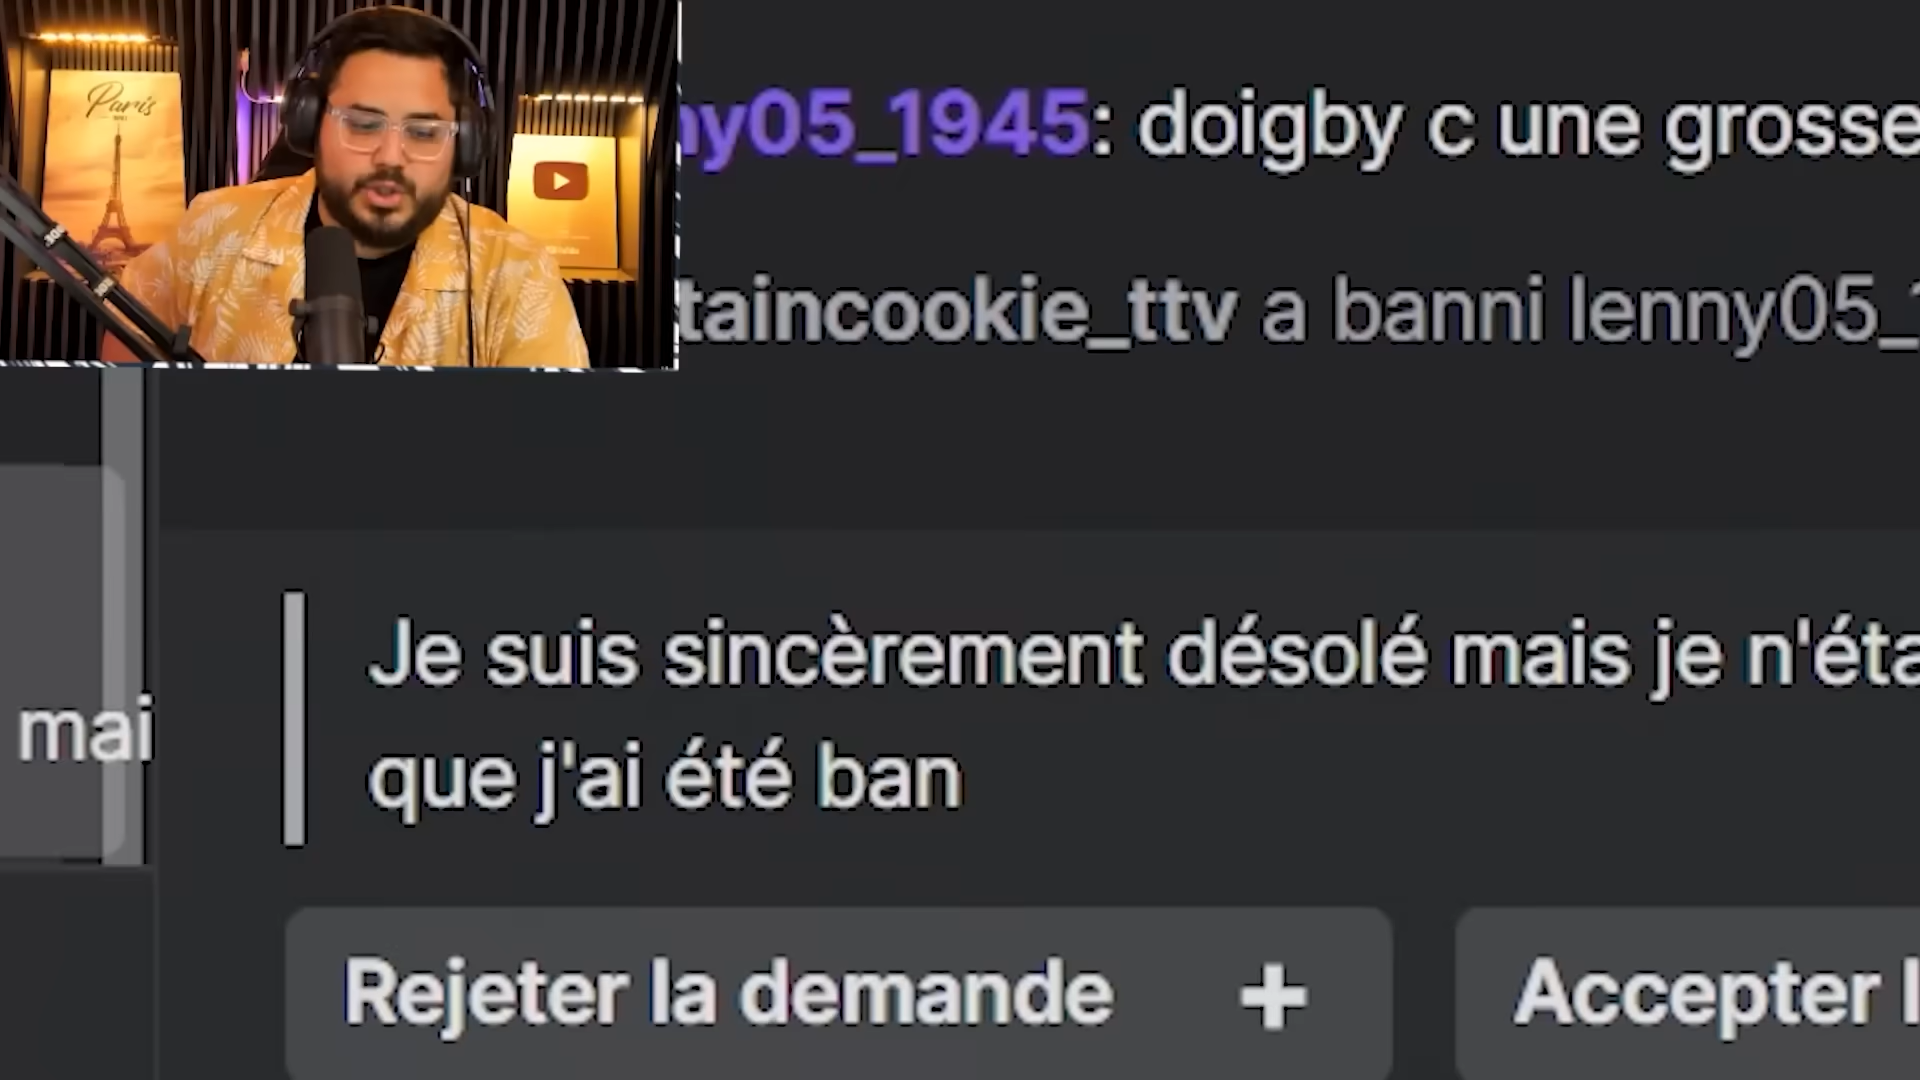 Paris
ny05_1945: doigby c une grosse
taincookie_ttv a banni lenny05_
mai
Je suis sincèrement désolé mais je n'éta
que j'ai été ban
Rejeter la demande +
Accepter l